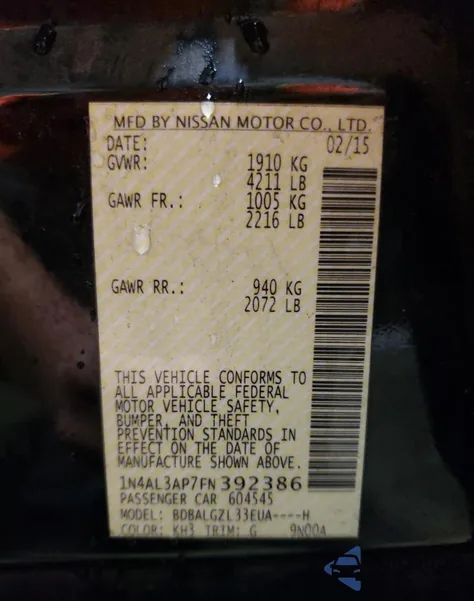 MFD BY NISSAN MOTOR CO., LTD.
DATE: 02/15
GVWR: 1910 KG
4211 LB
GAWR FR.: 1005 KG
2216 LB
GAWR RR.: 940 KG
2072 LB
THIS VEHICLE CONFORMS TO
ALL APPLICABLE FEDERAL
MOTOR VEHICLE SAFETY,
BUMPER, AND THEFT
PREVENTION STANDARDS IN
EFFECT ON THE DATE OF
MANUFACTURE SHOWN ABOVE.
1N4AL3AP7FN 392386
PASSENGER CAR 604545
MODEL: BDBALGZL33EUA----H
COLOR: KH3 TRIM: G 9N00A